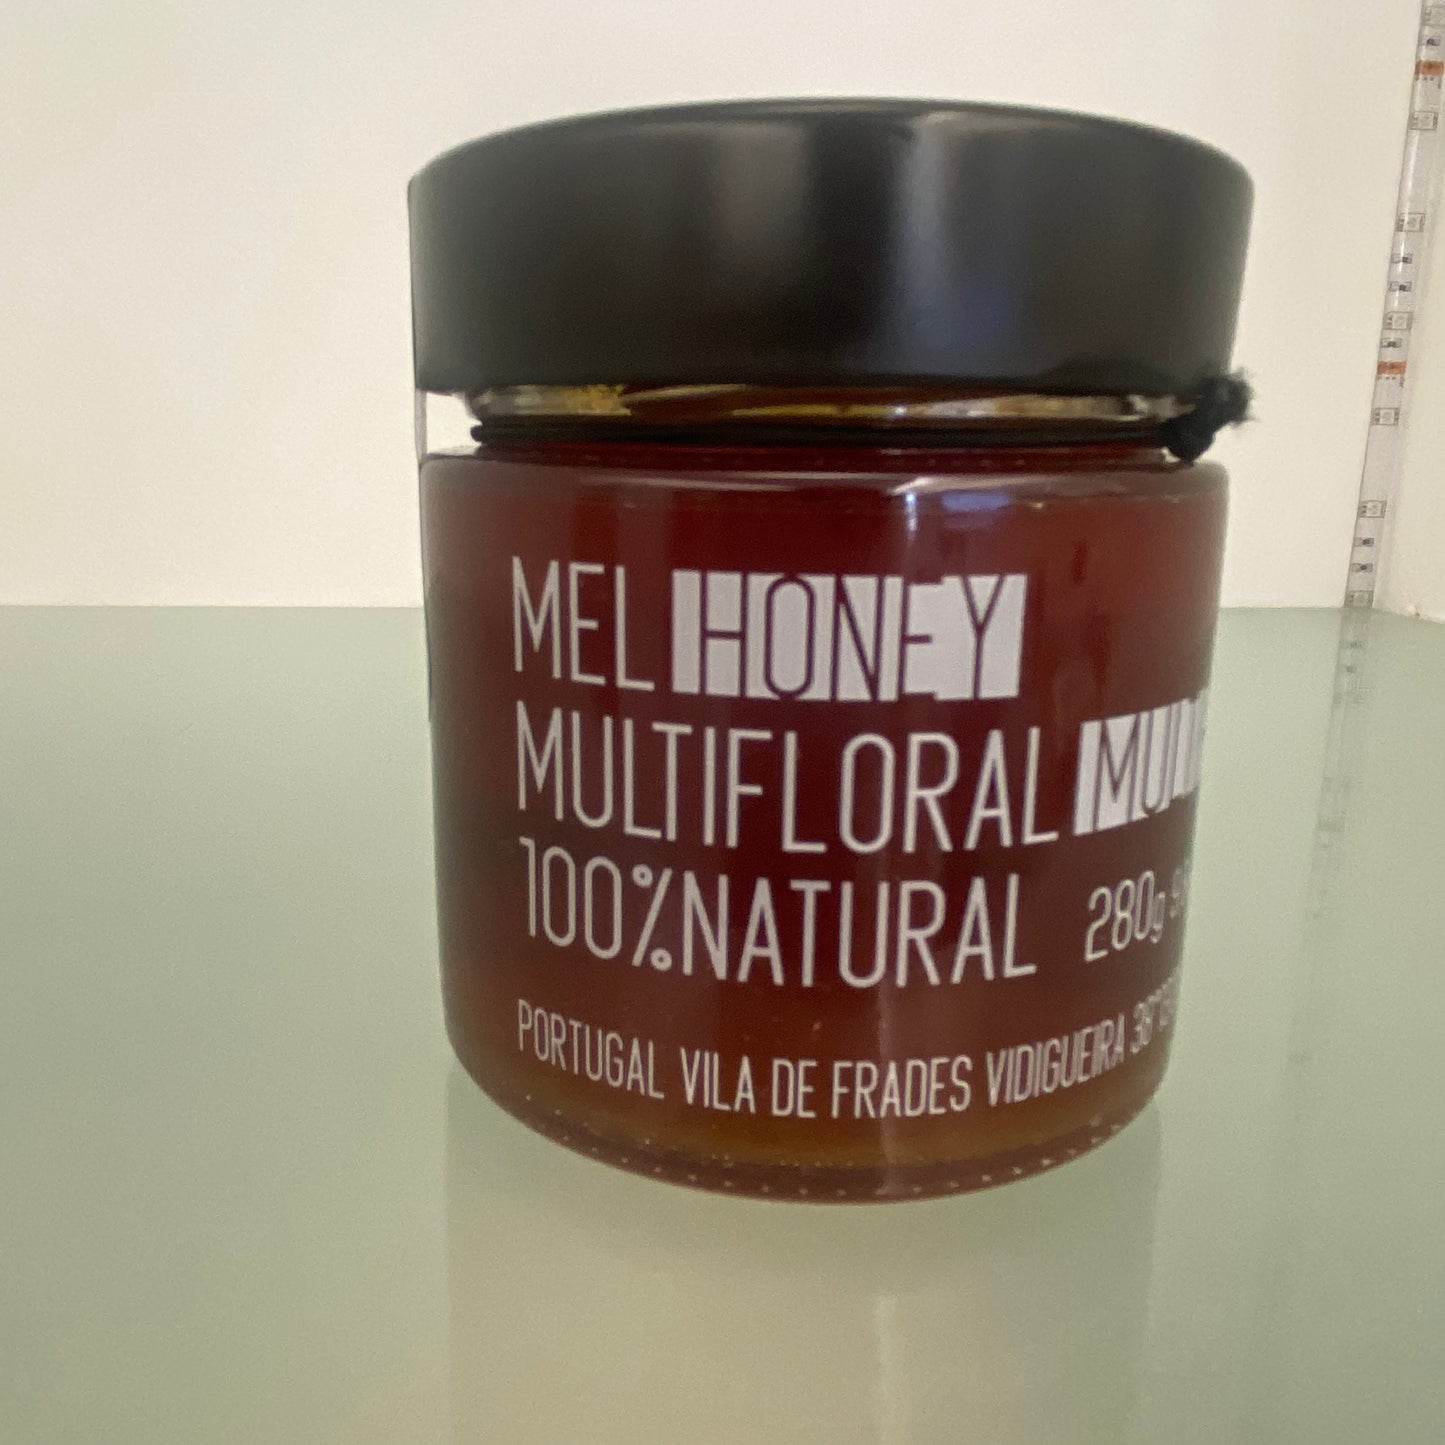 MEL HONEY
MULTIFLORAL
100% NATURAL 280g
PORTUGAL VILA DE FRADES VIDIGUEIRA